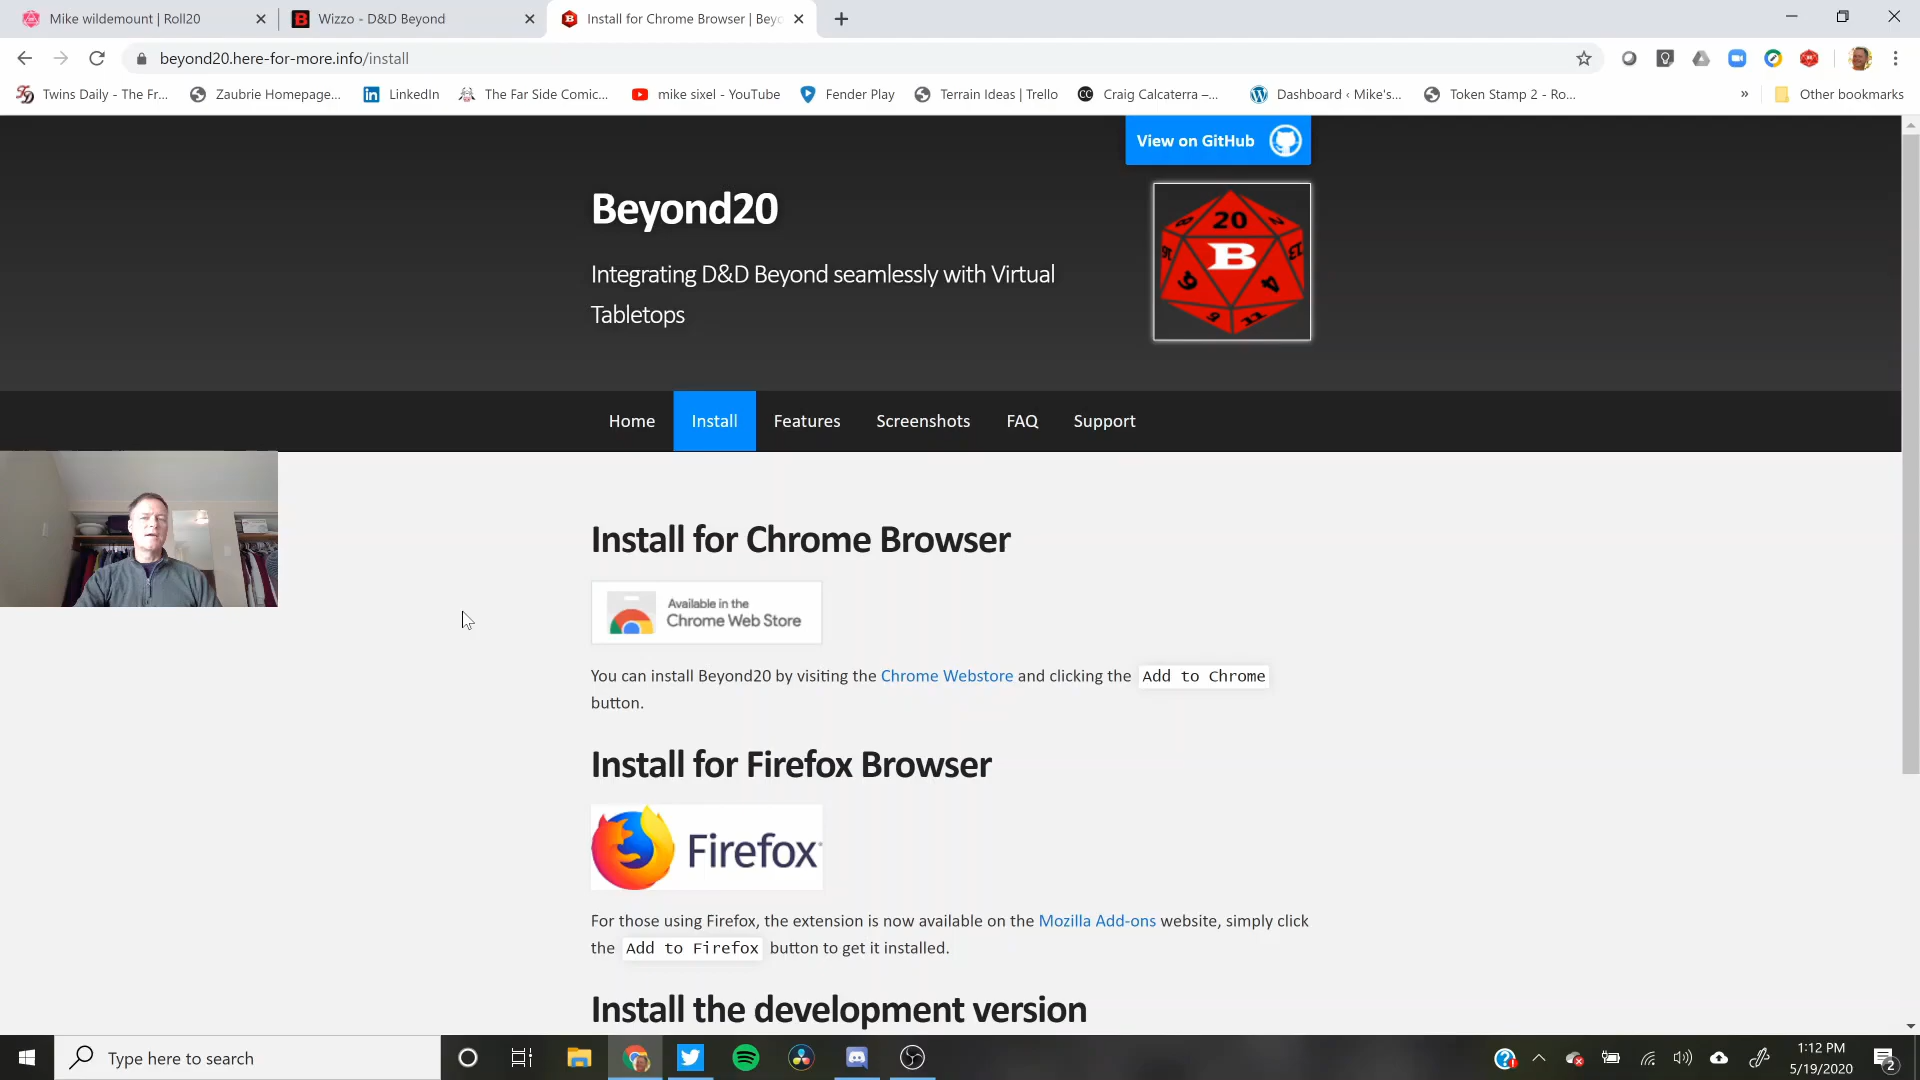 Mike wildemount | Roll20
Wizzo - D&D Beyond
Install for Chrome Browser | Beyo
beyond20.here-for-more.info/install
Twins Daily - The Fr...
Zaubrie Homepage...
LinkedIn
The Far Side Comic...
mike sixel - YouTube
Fender Play
Terrain Ideas | Trello
Craig Calcaterra –...
Dashboard ‹ Mike's...
Token Stamp 2 - Ro...
»
Other bookmarks
View on GitHub
Beyond20
Integrating D&D Beyond seamlessly with Virtual
Tabletops
20
B
Home
Install
Features
Screenshots
FAQ
Support
Install for Chrome Browser
Available in the
Chrome Web Store
You can install Beyond20 by visiting the Chrome Webstore and clicking the Add to Chrome
button.
Install for Firefox Browser
Firefox
For those using Firefox, the extension is now available on the Mozilla Add-ons website, simply click
the Add to Firefox button to get it installed.
Install the development version
Type here to search
1:12 PM
5/19/2020
2